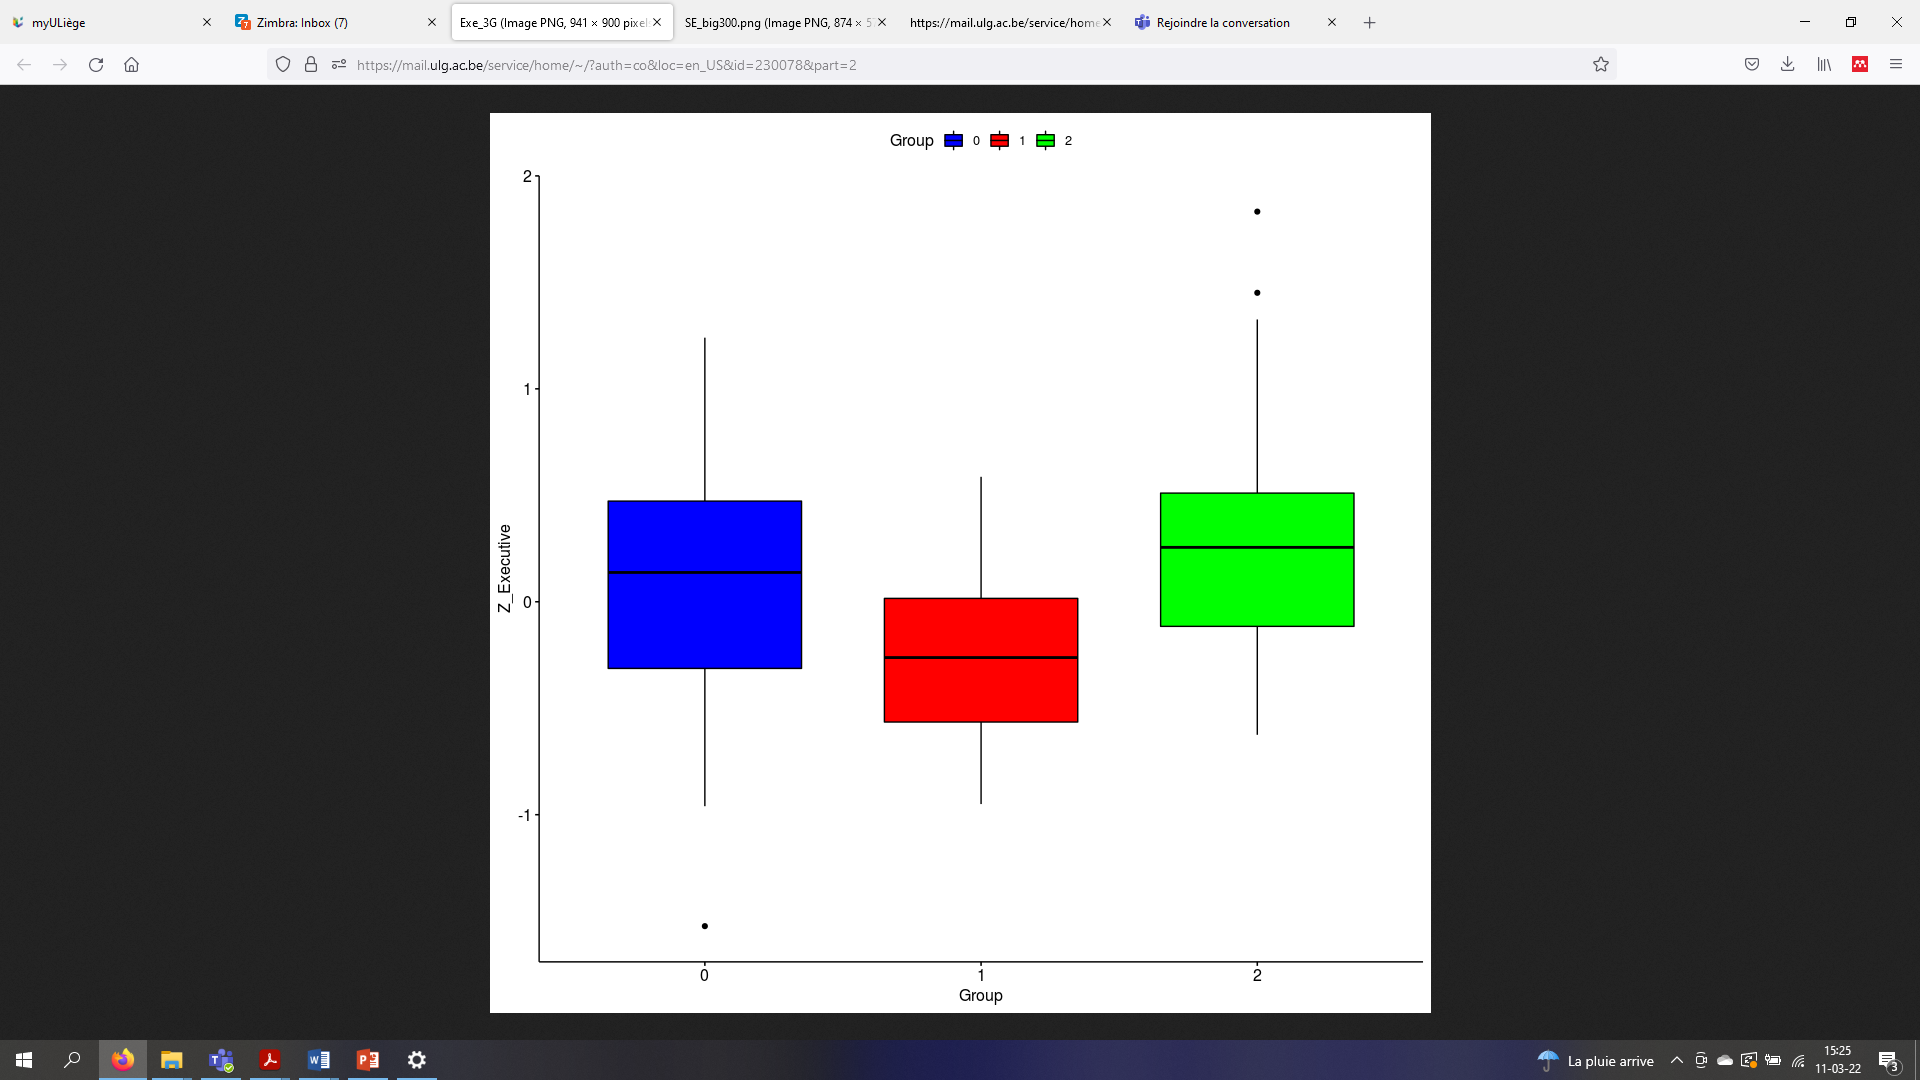 myULiège
Zimbra: Inbox (7)
Exe_3G (Image PNG, 941 × 900 pixel
SE_big300.png (Image PNG, 874 × 5
https://mail.ulg.ac.be/service/home
Rejoindre la conversation
https://mail.ulg.ac.be/service/home/~/?auth=co&loc=en_US&id=230078&part=2
Group 0 1 2
2
1
0
-1
Z_Executive
0 1 2
Group
La pluie arrive
15:25
11-03-22
3